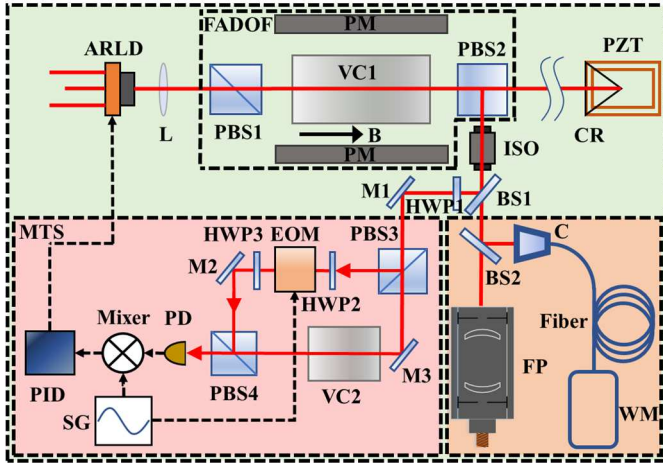 FADOF
PM
ARLD
VC1
PBS2
PZT
L
PBS1
B
PM
ISO
CR
M1
HWP1
BS1
MTS
HWP3
EOM
PBS3
M2
HWP2
BS2
C
Mixer
PD
Fiber
PID
PBS4
VC2
M3
FP
SG
WM